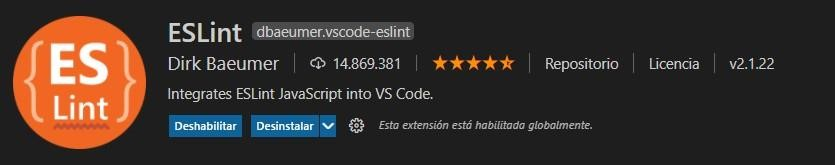 {ES}
Lint
ESLint dbaeumer.vscode-eslint
Dirk Baeumer 14.869.381 Repositorio Licencia v2.1.22
Integrates ESLint JavaScript into VS Code.
Deshabilitar Desinstalar Esta extensión está habilitada globalmente.